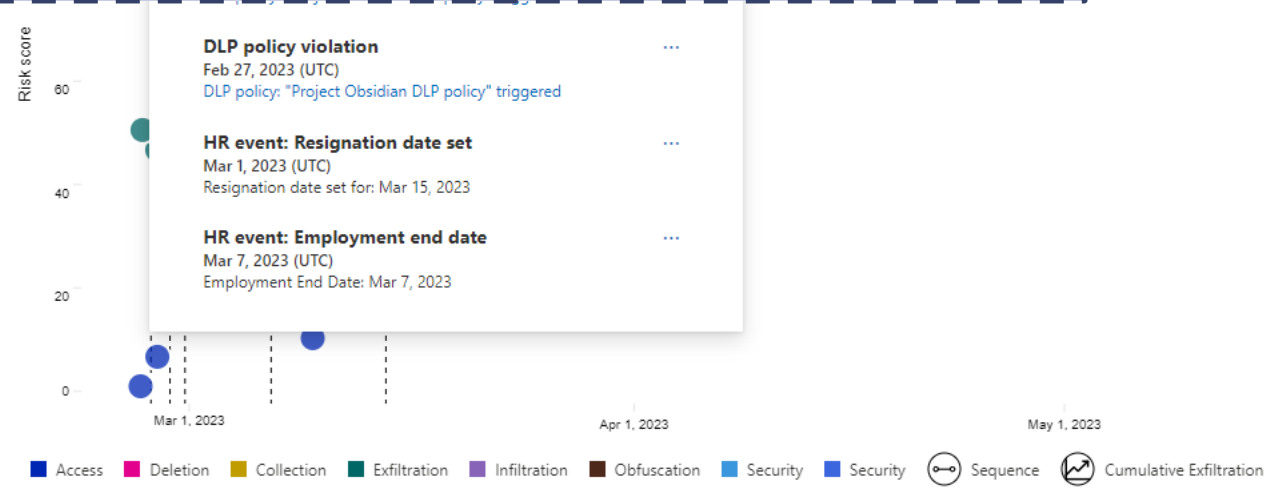 DLP policy violation
...
Feb 27, 2023 (UTC)
DLP policy: "Project Obsidian DLP policy" triggered
HR event: Resignation date set
...
Mar 1, 2023 (UTC)
Resignation date set for: Mar 15, 2023
HR event: Employment end date
...
Mar 7, 2023 (UTC)
Employment End Date: Mar 7, 2023
Risk score
60
40
20
0
Mar 1, 2023
Apr 1, 2023
May 1, 2023
Access
Deletion
Collection
Exfiltration
Infiltration
Obfuscation
Security
Security
Sequence
Cumulative Exfiltration